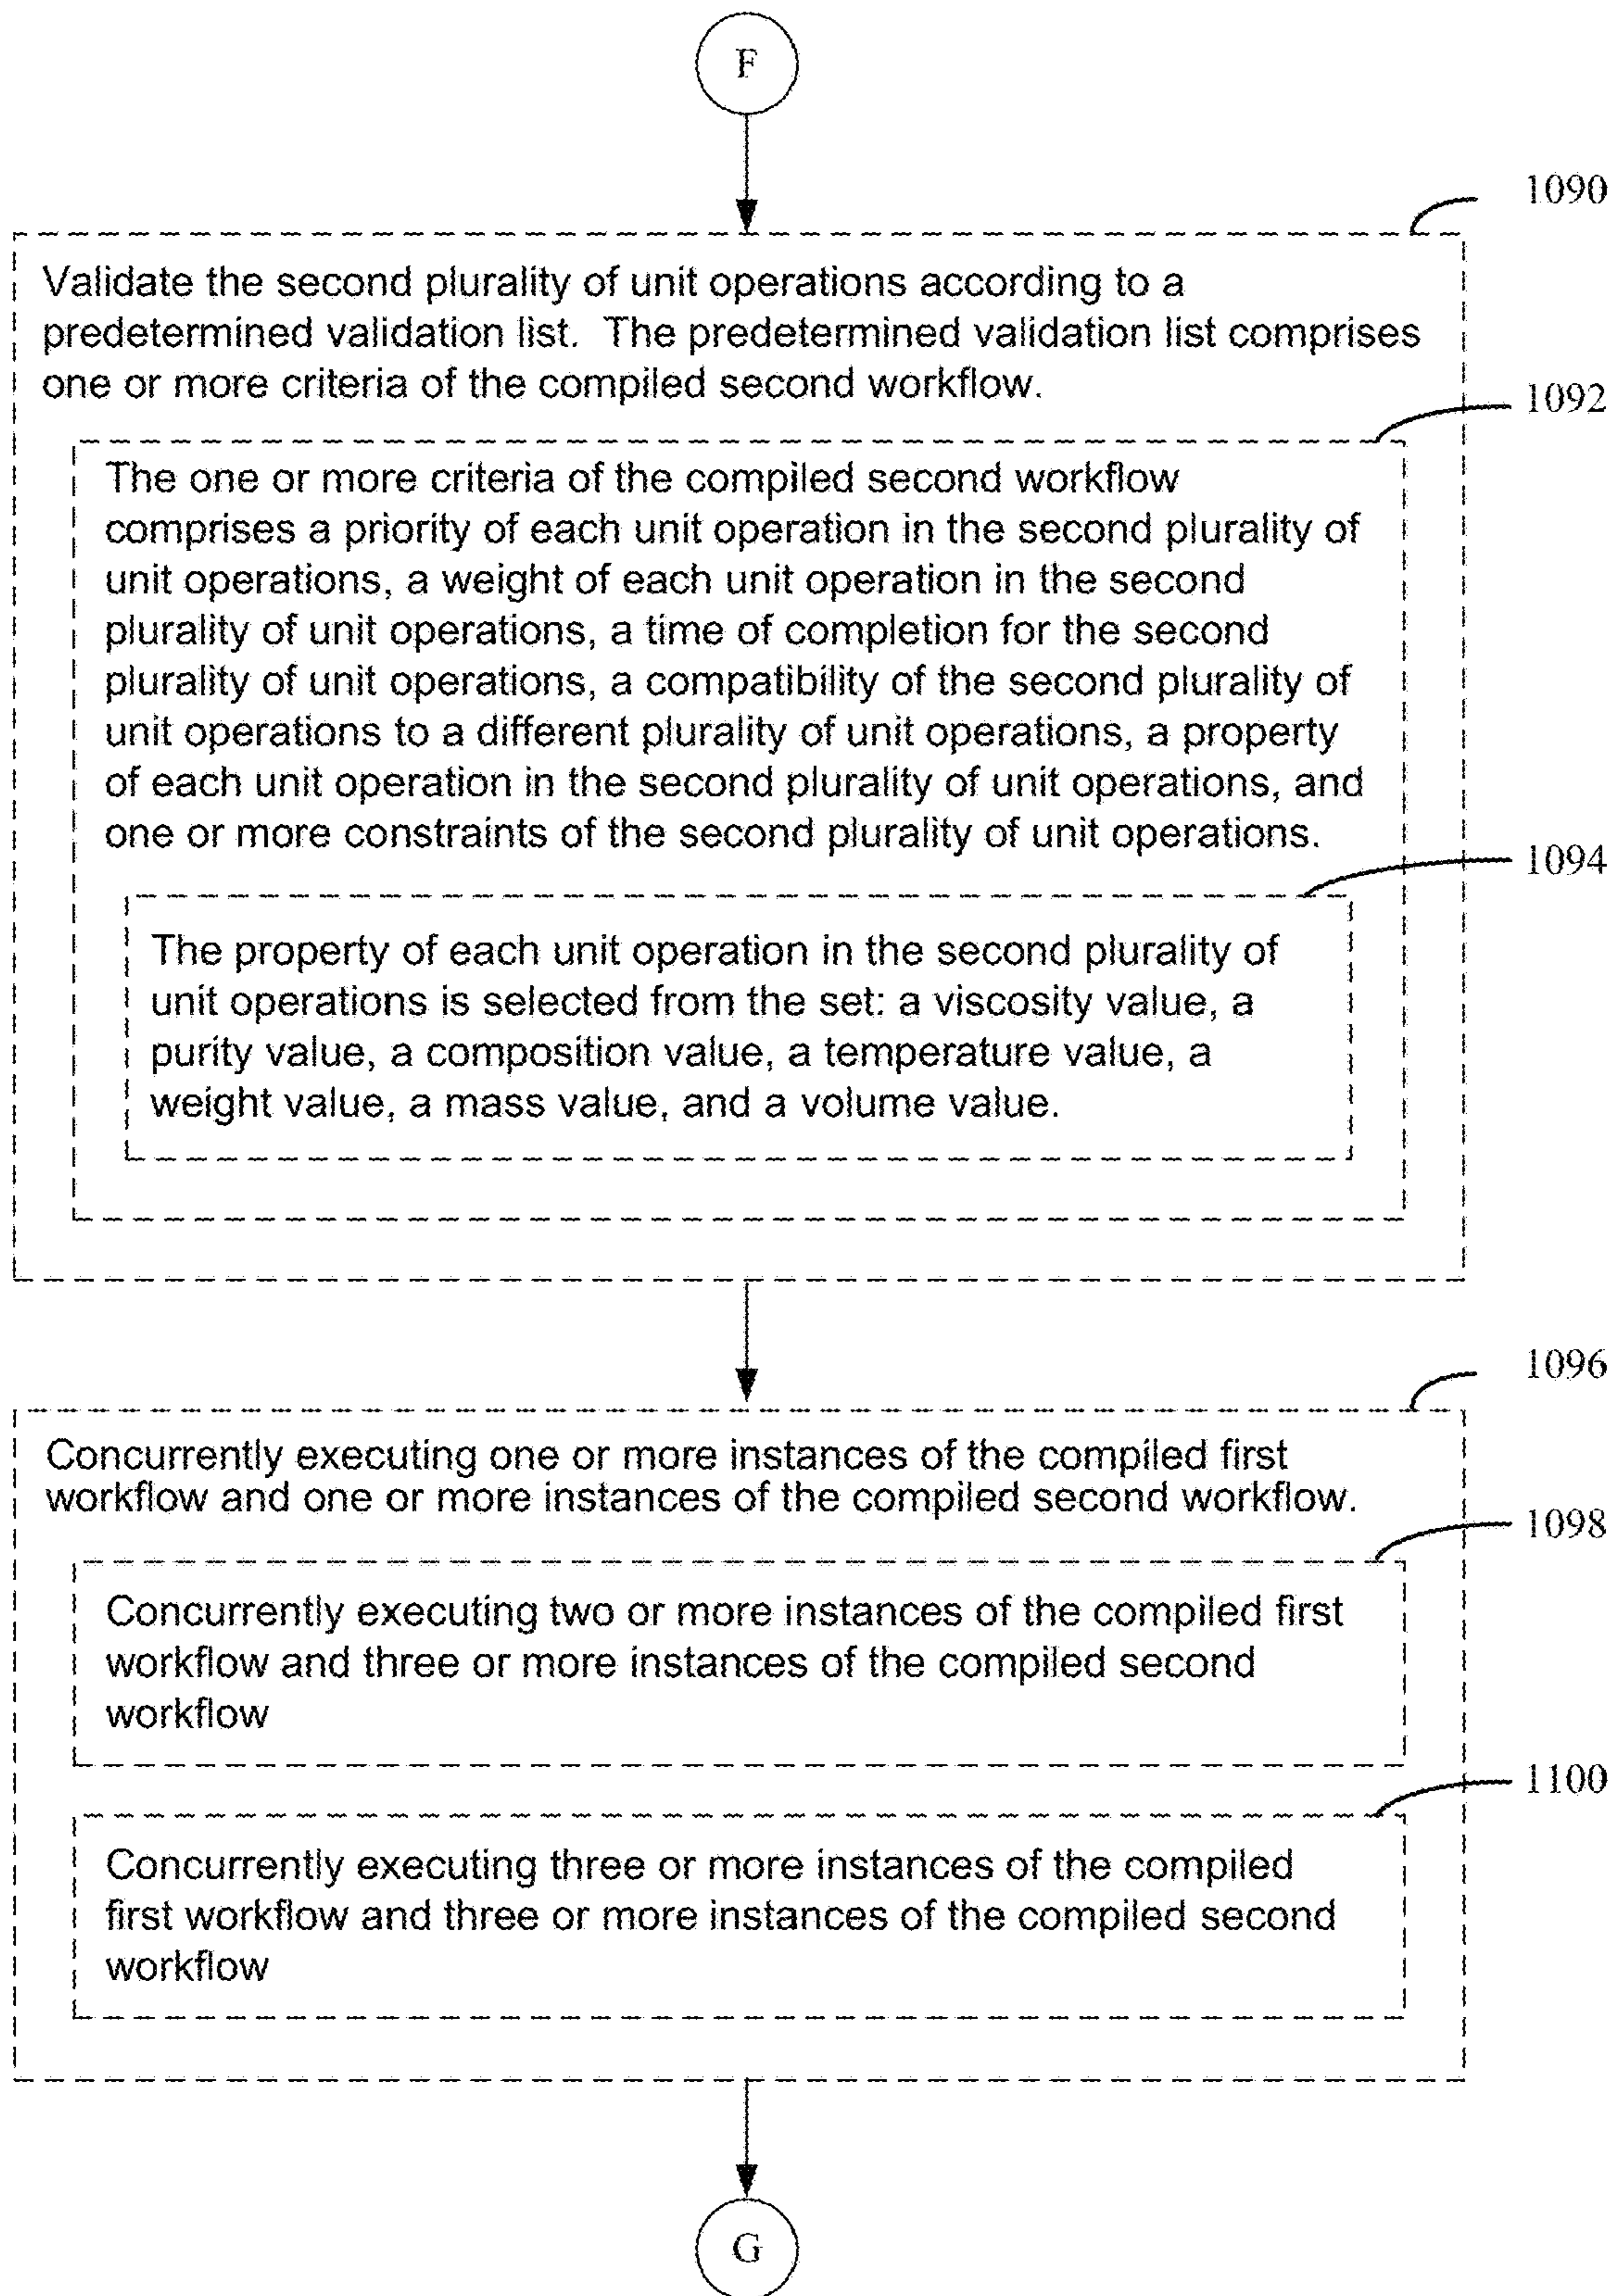 F
1090
Validate the second plurality of unit operations according to a
predetermined validation list.  The predetermined validation list comprises
one or more criteria of the compiled second workflow.
1092
The one or more criteria of the compiled second workflow
comprises a priority of each unit operation in the second plurality of
unit operations, a weight of each unit operation in the second
plurality of unit operations, a time of completion for the second
plurality of unit operations, a compatibility of the second plurality of
unit operations to a different plurality of unit operations, a property
of each unit operation in the second plurality of unit operations, and
one or more constraints of the second plurality of unit operations.
1094
The property of each unit operation in the second plurality of
unit operations is selected from the set: a viscosity value, a
purity value, a composition value, a temperature value, a
weight value, a mass value, and a volume value.
1096
Concurrently executing one or more instances of the compiled first
workflow and one or more instances of the compiled second workflow.
1098
Concurrently executing two or more instances of the compiled first
workflow and three or more instances of the compiled second
workflow
1100
Concurrently executing three or more instances of the compiled
first workflow and three or more instances of the compiled second
workflow
G